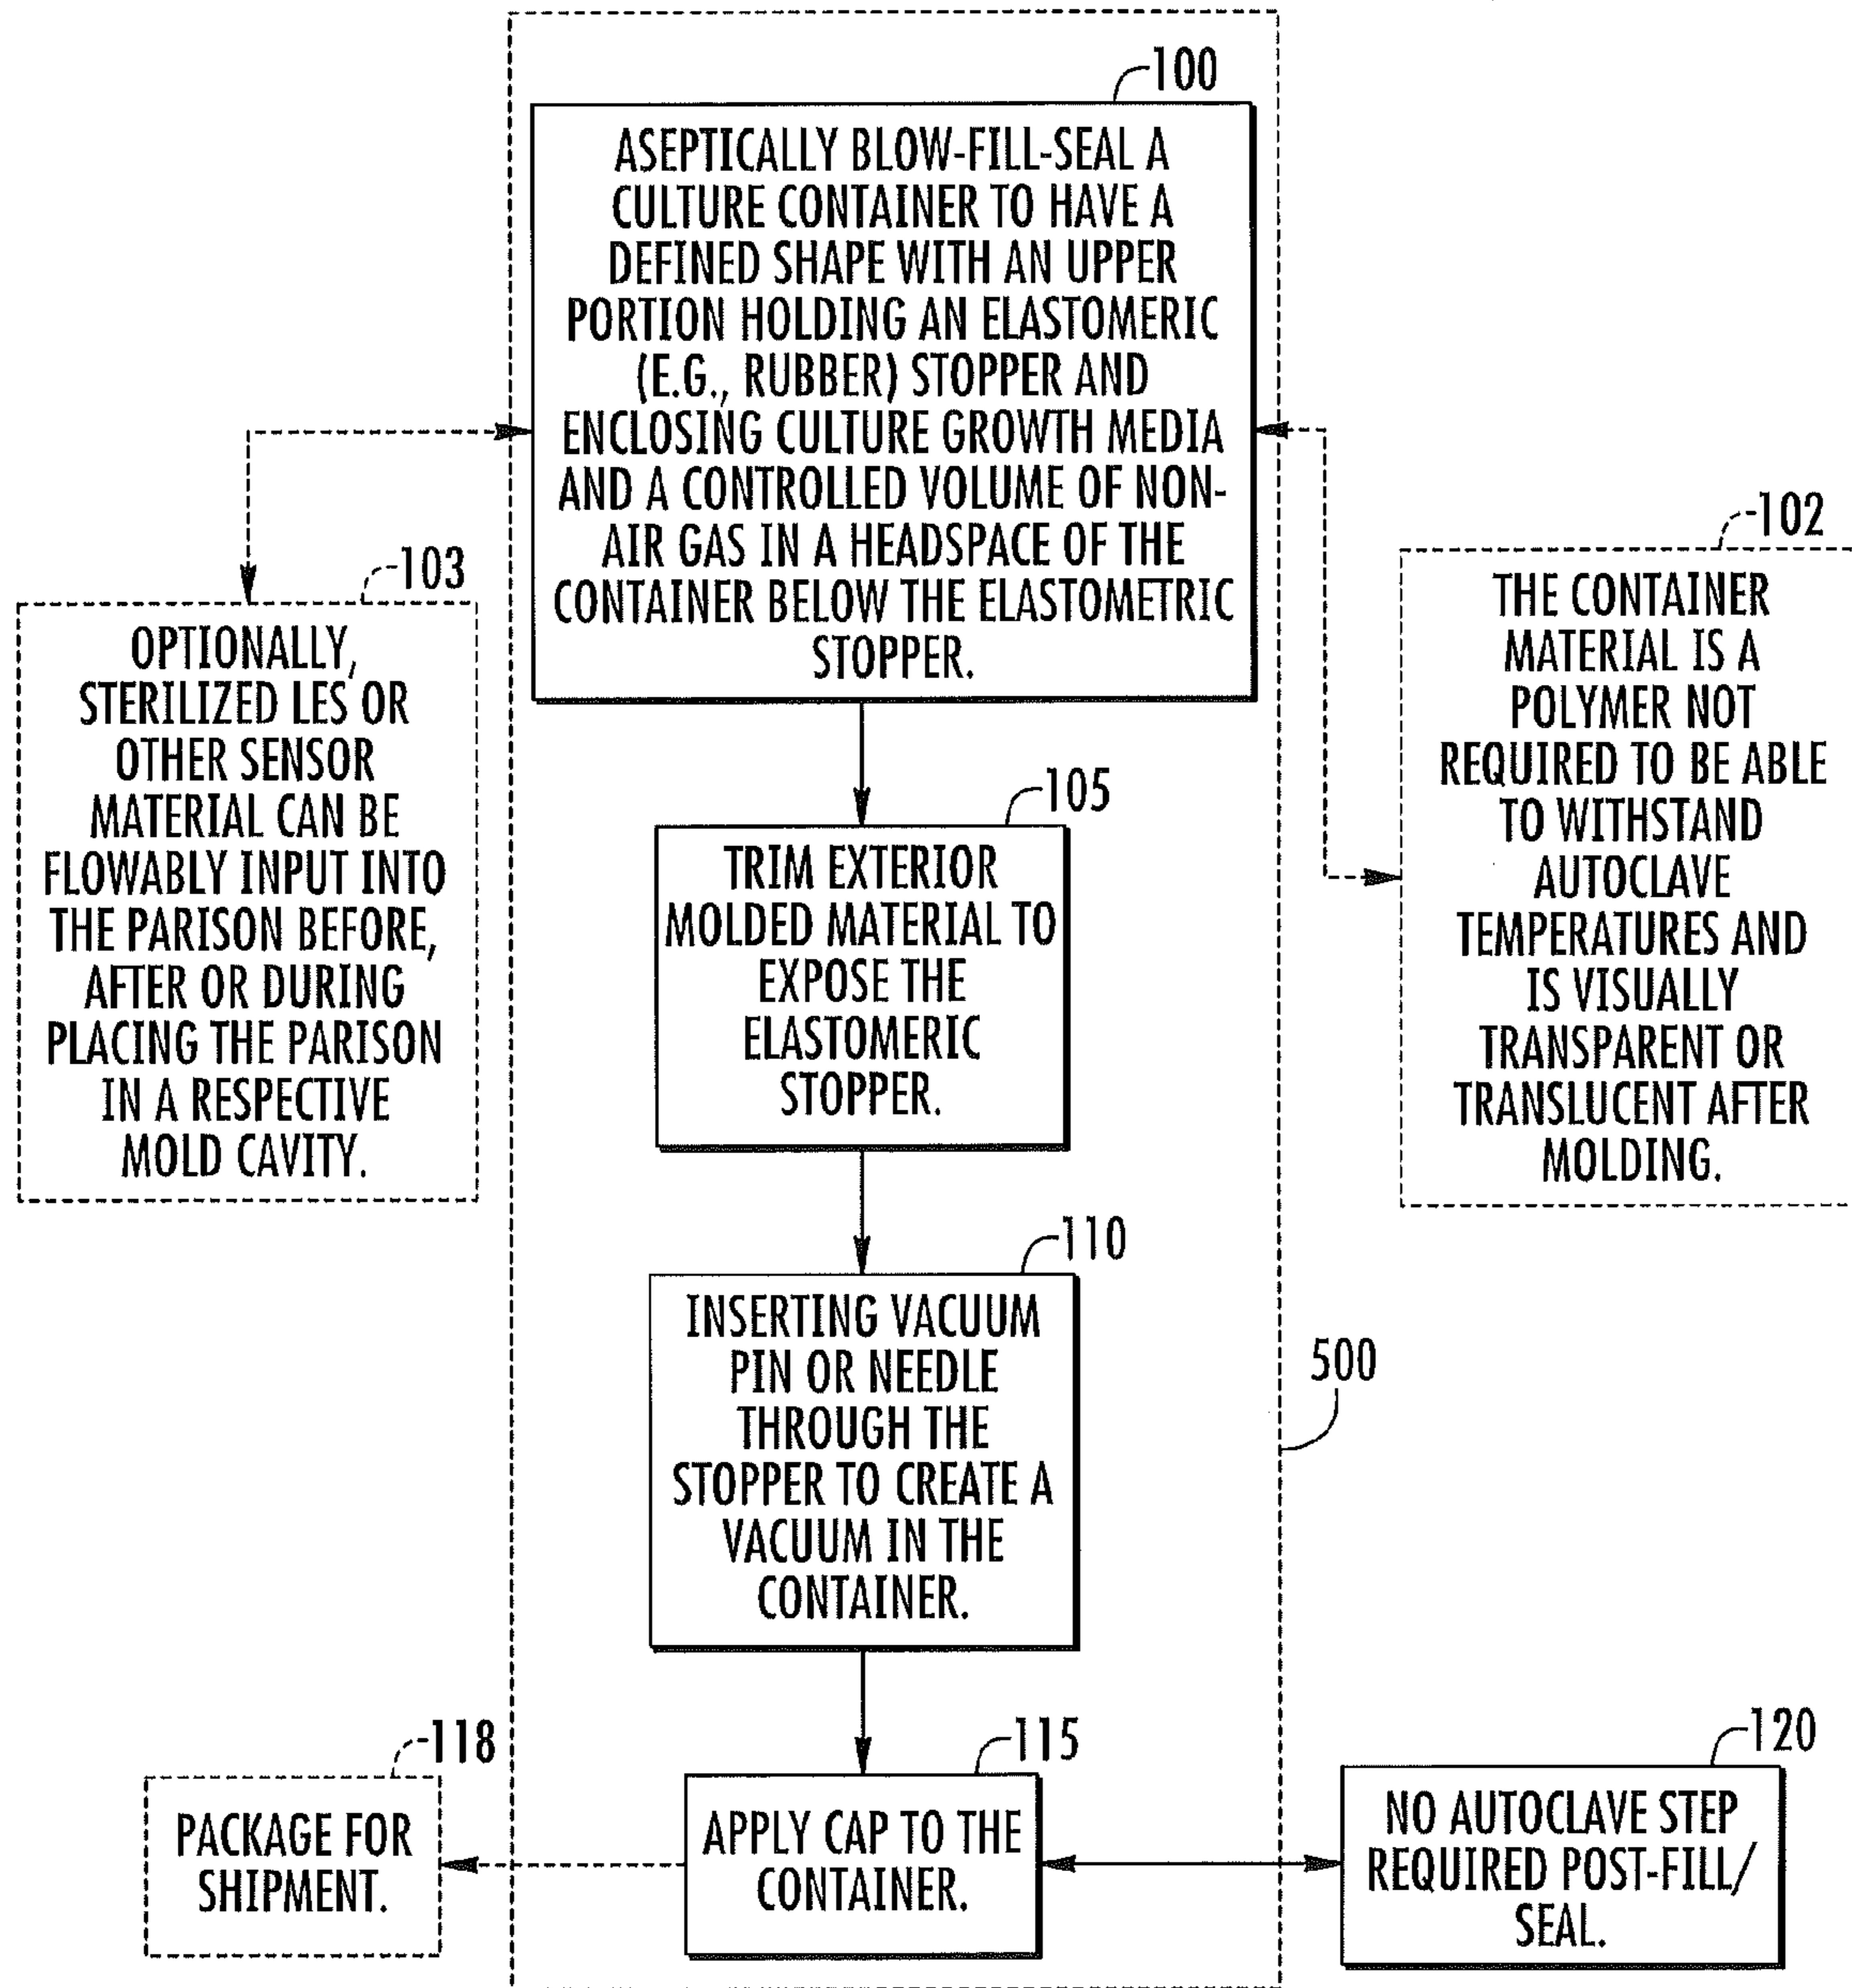 100
ASEPTICALLY BLOW-FILL-SEAL A
CULTURE CONTAINER TO HAVE A
DEFINED SHAPE WITH AN UPPER
PORTION HOLDING AN ELASTOMERIC
(E.G., RUBBER) STOPPER AND
ENCLOSING CULTURE GROWTH MEDIA
AND A CONTROLLED VOLUME OF NON-
AIR GAS IN A HEADSPACE OF THE
CONTAINER BELOW THE ELASTOMETRIC
STOPPER.
103
OPTIONALLY,
STERILIZED LES OR
OTHER SENSOR
MATERIAL CAN BE
FLOWABLY INPUT INTO
THE PARISON BEFORE,
AFTER OR DURING
PLACING THE PARISON
IN A RESPECTIVE
MOLD CAVITY.
102
THE CONTAINER
MATERIAL IS A
POLYMER NOT
REQUIRED TO BE ABLE
TO WITHSTAND
AUTOCLAVE
TEMPERATURES AND
IS VISUALLY
TRANSPARENT OR
TRANSLUCENT AFTER
MOLDING.
105
TRIM EXTERIOR
MOLDED MATERIAL TO
EXPOSE THE
ELASTOMERIC
STOPPER.
110
INSERTING VACUUM
PIN OR NEEDLE
THROUGH THE
STOPPER TO CREATE A
VACUUM IN THE
CONTAINER.
500
118
PACKAGE FOR
SHIPMENT.
115
APPLY CAP TO THE
CONTAINER.
120
NO AUTOCLAVE STEP
REQUIRED POST-FILL/
SEAL.